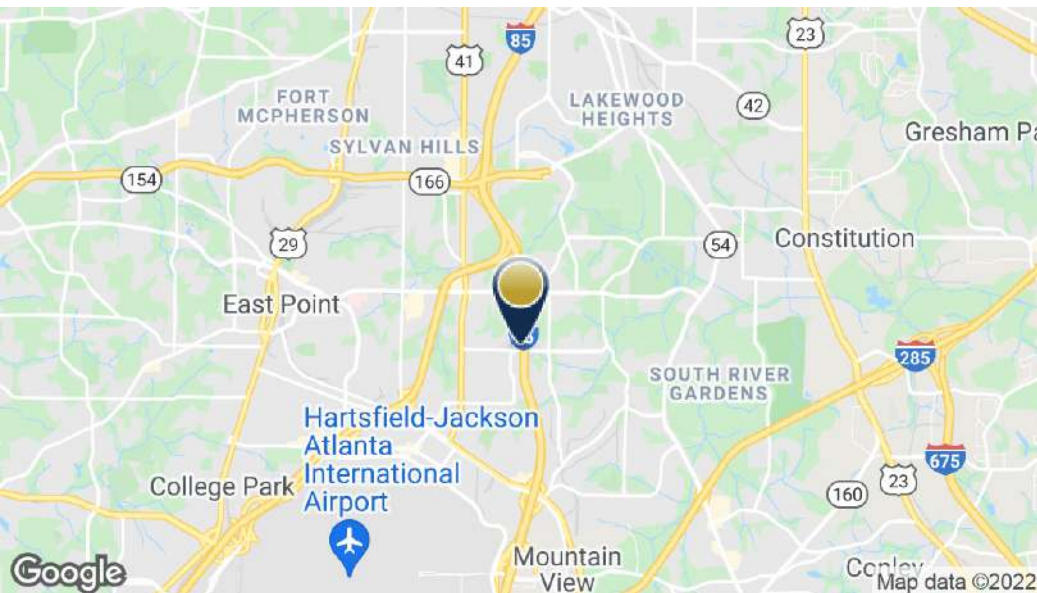 85
23
41
FORT
MCPHERSON
LAKEWOOD
HEIGHTS
42
Gresham
SYLVAN HILLS
154
166
29
54
Constitution
East Point
285
SOUTH RIVER
GARDENS
Hartsfield-Jackson
Atlanta
International
Airport
College Park
675
23
160
Mountain
View
Conley
Google
Map data ©2022